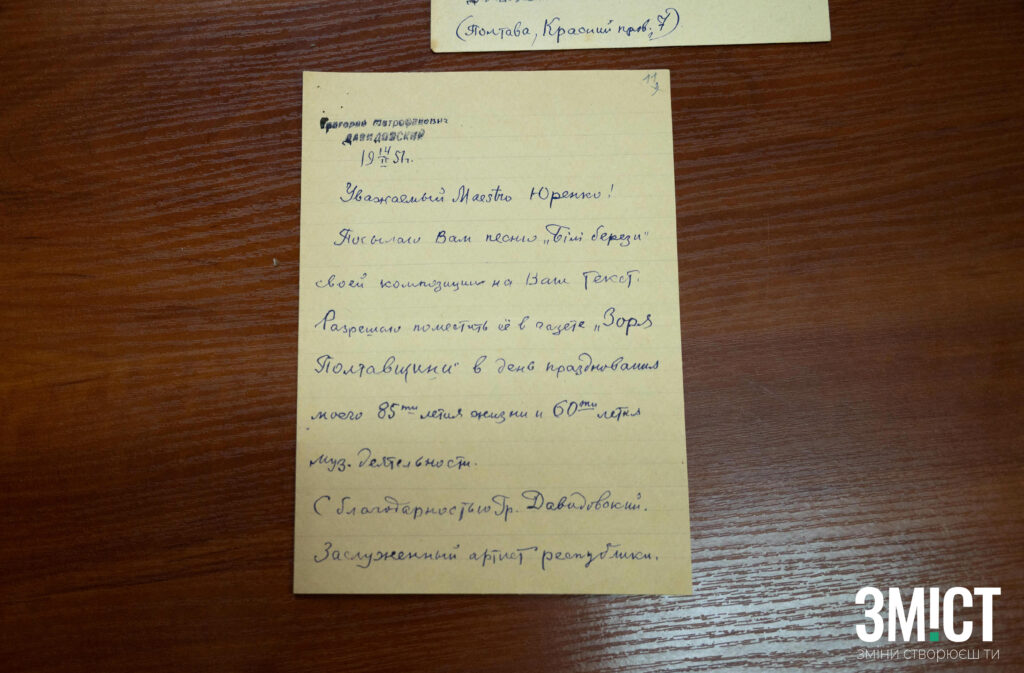 (Полтава, Красний пров., 7)
11
Григорий Митрофанович
ДАВИДОВСКИЙ
19 14/II 51г.
Уважаемый Maestro Юренко!
Посылаю Вам песню „Білі берези"
своей композиции на Ваш текст.
Разрешаю поместить её в газете „Зоря
Полтавщини" в день празднования
моего 85ти летия жизни и 60ти летия
муз. деятельности.
С благодарностью Гр. Давидовский.
Заслуженный артист республики.
ЗМІСТ
ЗМІНИ СТВОРЮЄШ ТИ